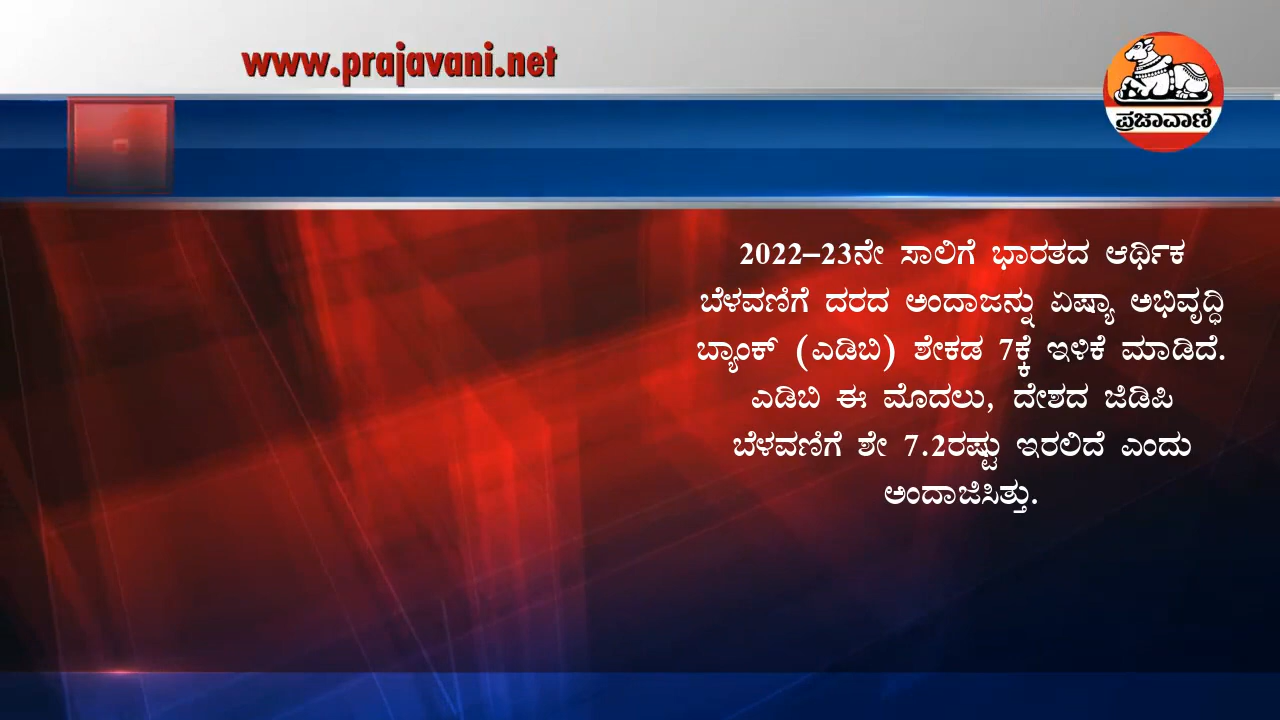 www.prajavani.net
ಪ್ರಜಾವಾಣಿ
2022–23ನೇ ಸಾಲಿಗೆ ಭಾರತದ ಆರ್ಥಿಕ
ಬೆಳವಣಿಗೆ ದರದ ಅಂದಾಜನ್ನು ಏಷ್ಯಾ ಅಭಿವೃದ್ಧಿ
ಬ್ಯಾಂಕ್ (ಎಡಿಬಿ) ಶೇಕಡ 7ಕ್ಕೆ ಇಳಿಕೆ ಮಾಡಿದೆ.
ಎಡಿಬಿ ಈ ಮೊದಲು, ದೇಶದ ಜಿಡಿಪಿ
ಬೆಳವಣಿಗೆ ಶೇ 7.2ರಷ್ಟು ಇರಲಿದೆ ಎಂದು
ಅಂದಾಜಿಸಿತ್ತು.